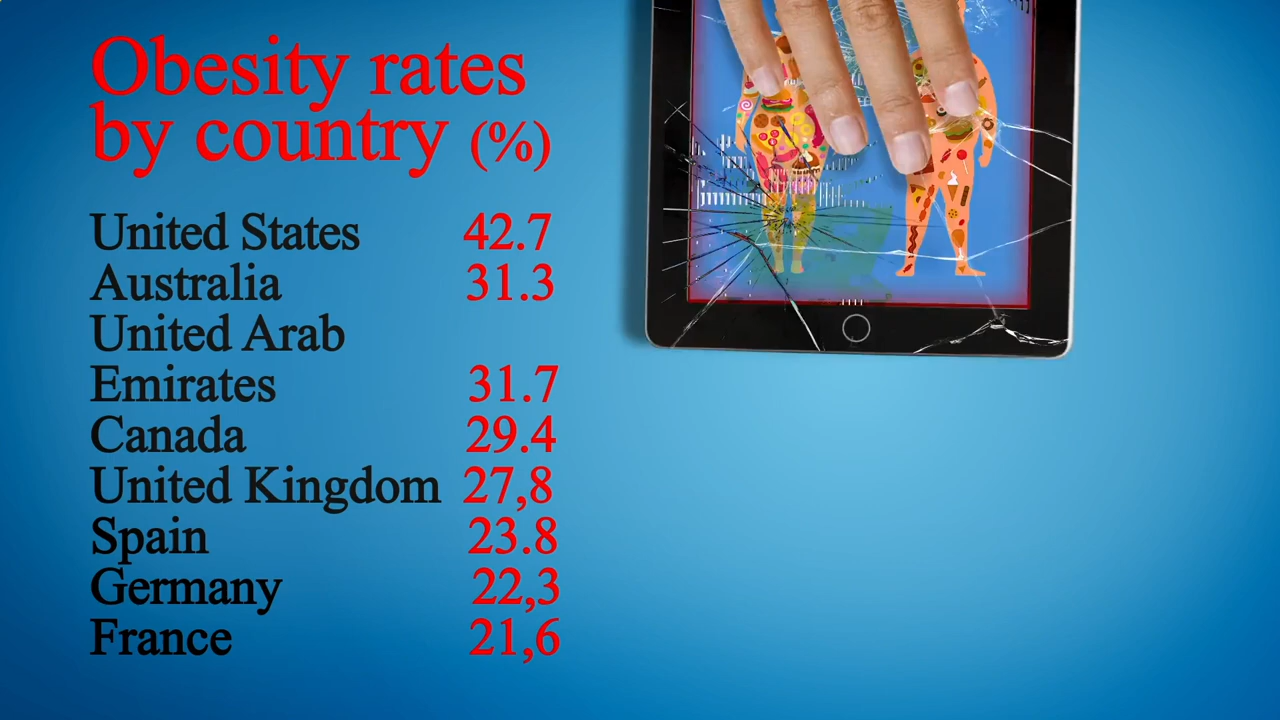 Obesity rates
by country (%)
United States 42.7
Australia 31.3
United Arab
Emirates 31.7
Canada 29.4
United Kingdom 27,8
Spain 23.8
Germany 22,3
France 21,6